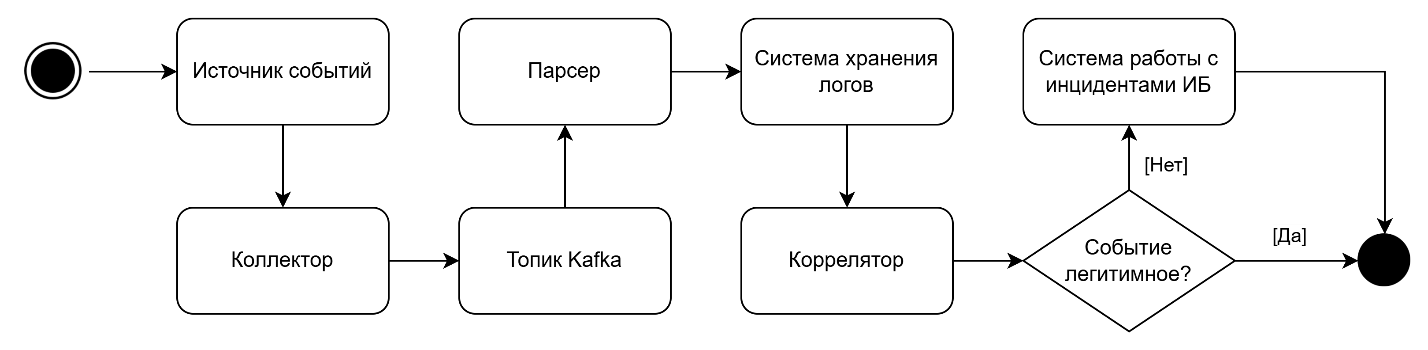 Источник событий
Коллектор
Топик Kafka
Парсер
Система хранения
логов
Коррелятор
Событие
легитимное?
[Нет]
Система работы с
инцидентами ИБ
[Да]